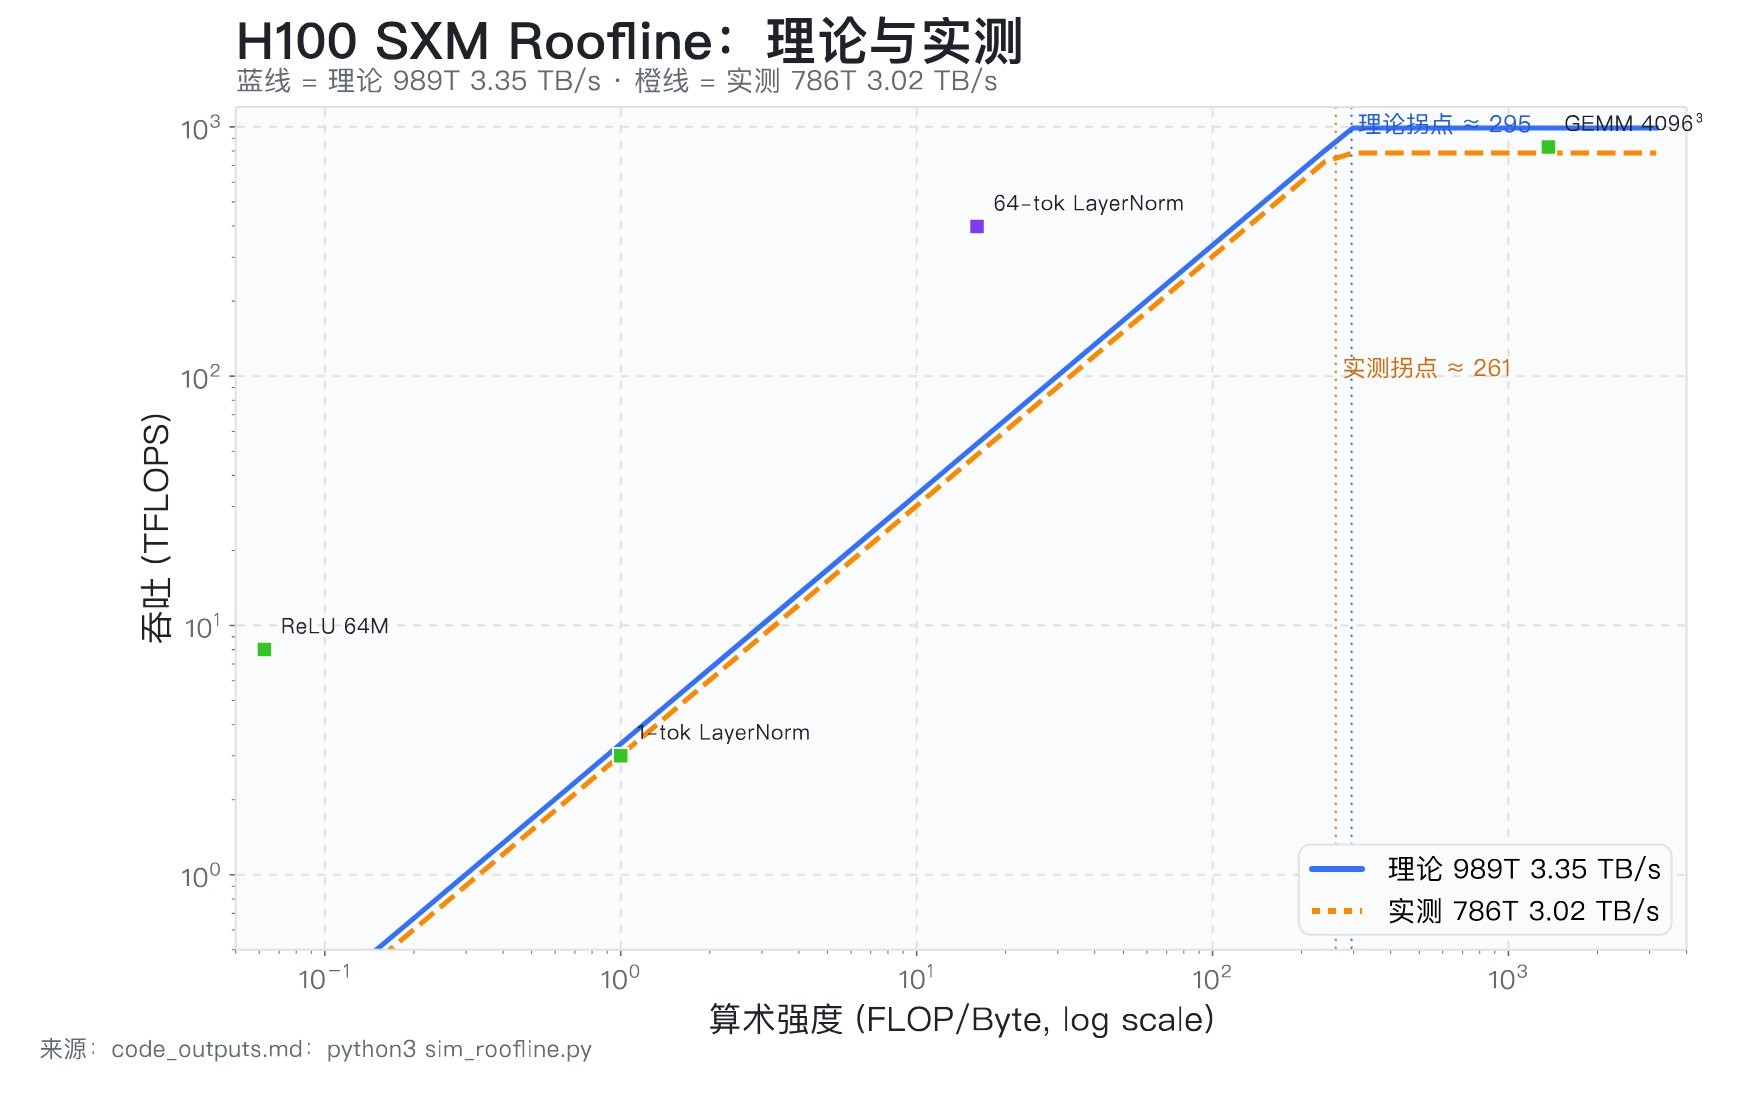 H100 SXM Roofline：理论与实测
蓝线 = 理论 989T 3.35 TB/s · 橙线 = 实测 786T 3.02 TB/s
10³
10²
10¹
10⁰
吞吐 (TFLOPS)
理论拐点 ≈ 295
GEMM 4096³
64-tok LayerNorm
实测拐点 ≈ 261
ReLU 64M
1-tok LayerNorm
理论 989T 3.35 TB/s
实测 786T 3.02 TB/s
10⁻¹
10⁰
10¹
10²
10³
算术强度 (FLOP/Byte, log scale)
来源：code_outputs.md：python3 sim_roofline.py